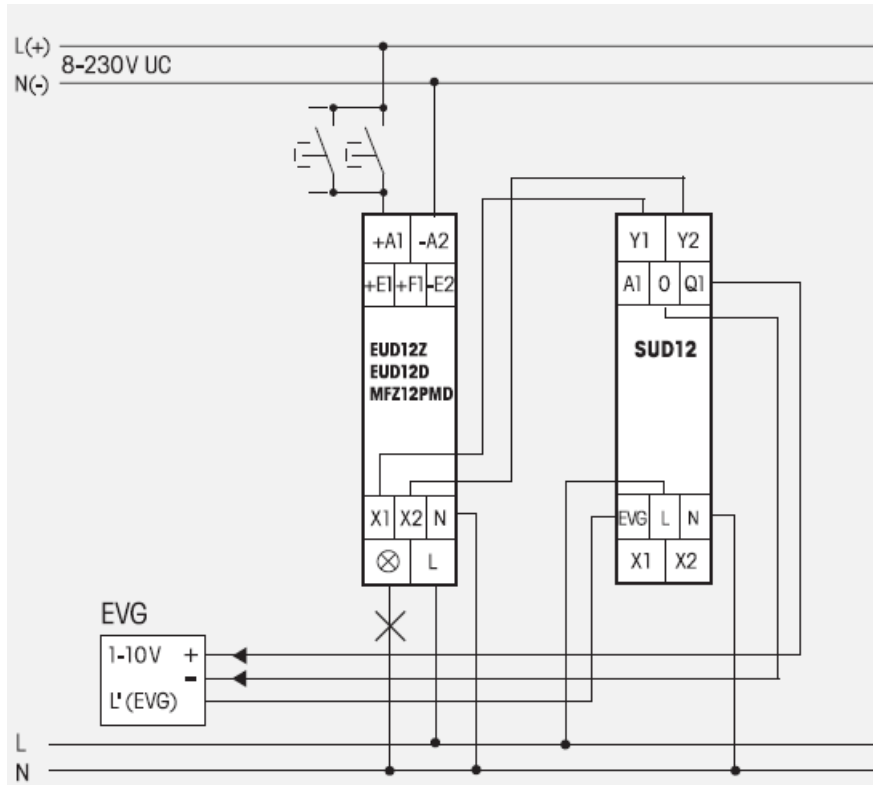 L(+)
8-230V UC
N(-)
+A1 -A2
Y1 Y2
+E1 +F1 -E2
A1 0 Q1
EUD12Z
EUD12D
MFZ12PMD
SUD12
X1 X2 N
EVG L N
L
X1 X2
EVG
1-10V +
-
L'(EVG)
L
N